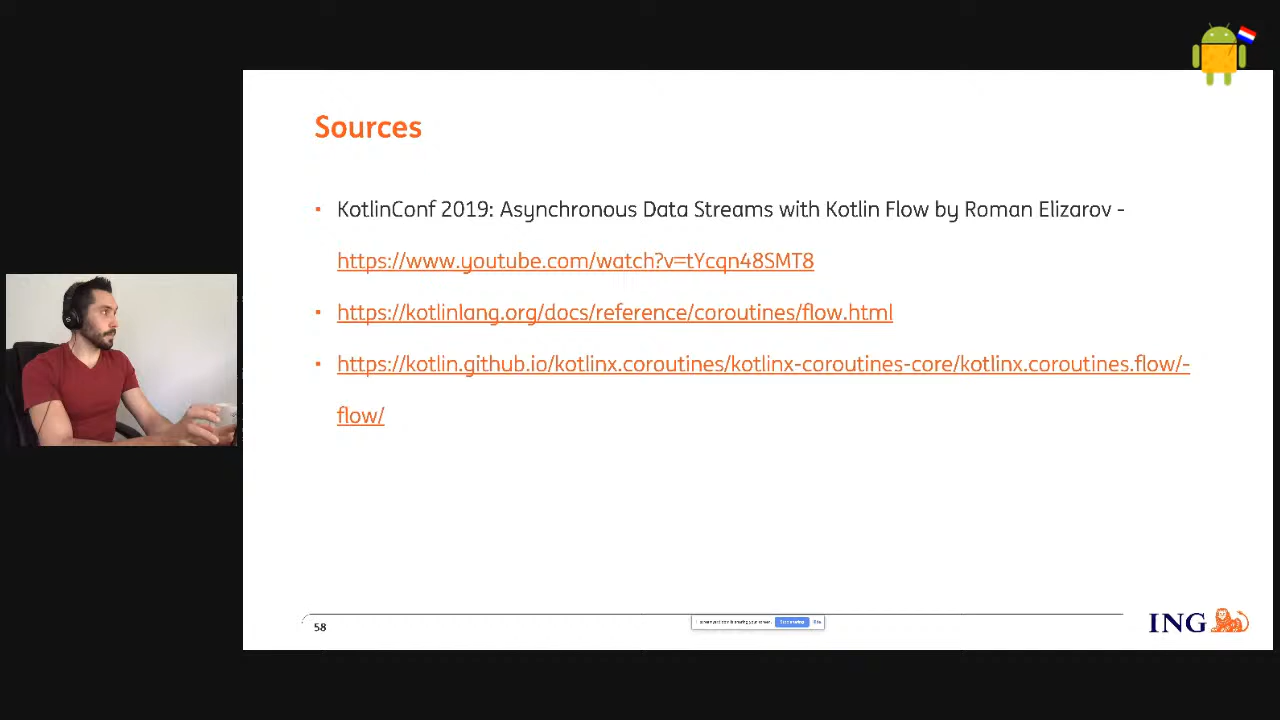 Sources
▪ KotlinConf 2019: Asynchronous Data Streams with Kotlin Flow by Roman Elizarov -
https://www.youtube.com/watch?v=tYcqn48SMT8
▪ https://kotlinlang.org/docs/reference/coroutines/flow.html
▪ https://kotlin.github.io/kotlinx.coroutines/kotlinx-coroutines-core/kotlinx.coroutines.flow/-
flow/
58
ING